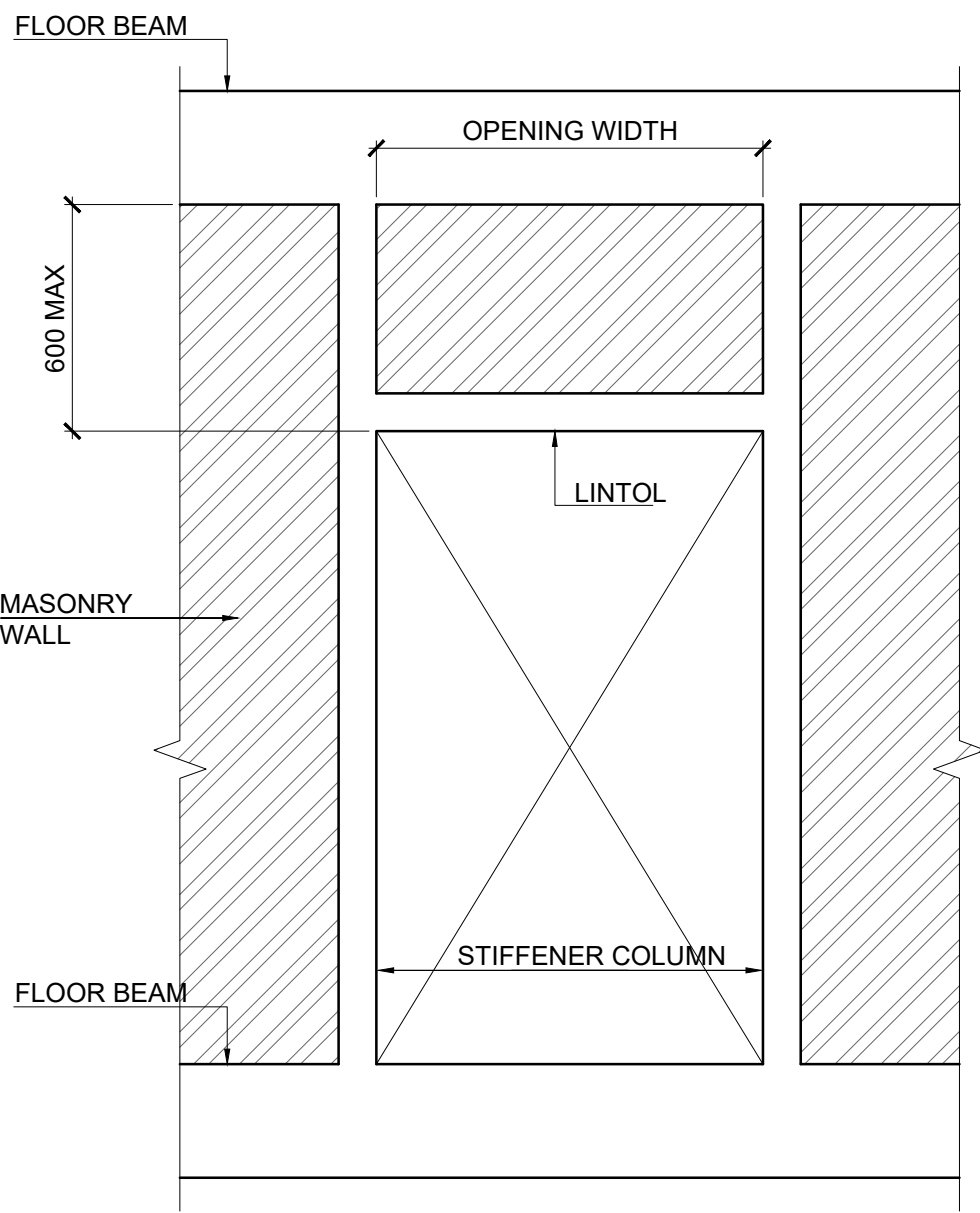 FLOOR BEAM
OPENING WIDTH
600 MAX
LINTOL
MASONRY
WALL
STIFFENER COLUMN
FLOOR BEAM